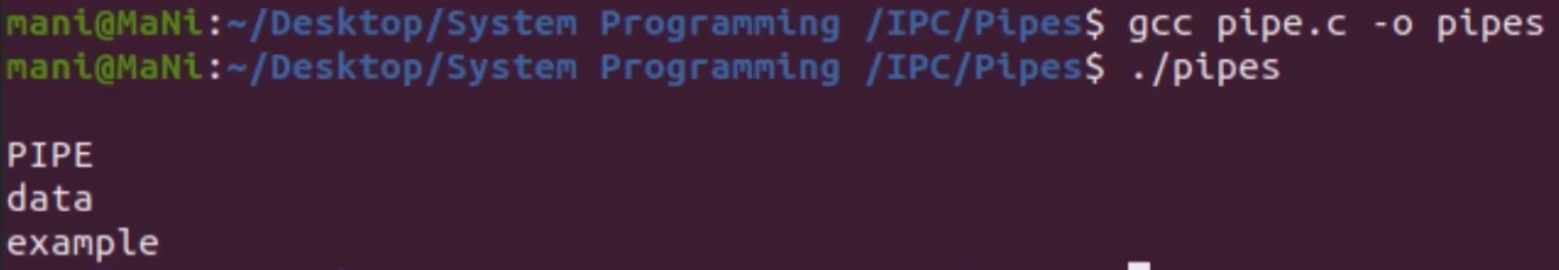 mani@MaNi:~/Desktop/System Programming /IPC/Pipes$ gcc pipe.c -o pipes
mani@MaNi:~/Desktop/System Programming /IPC/Pipes$ ./pipes
PIPE
data
example